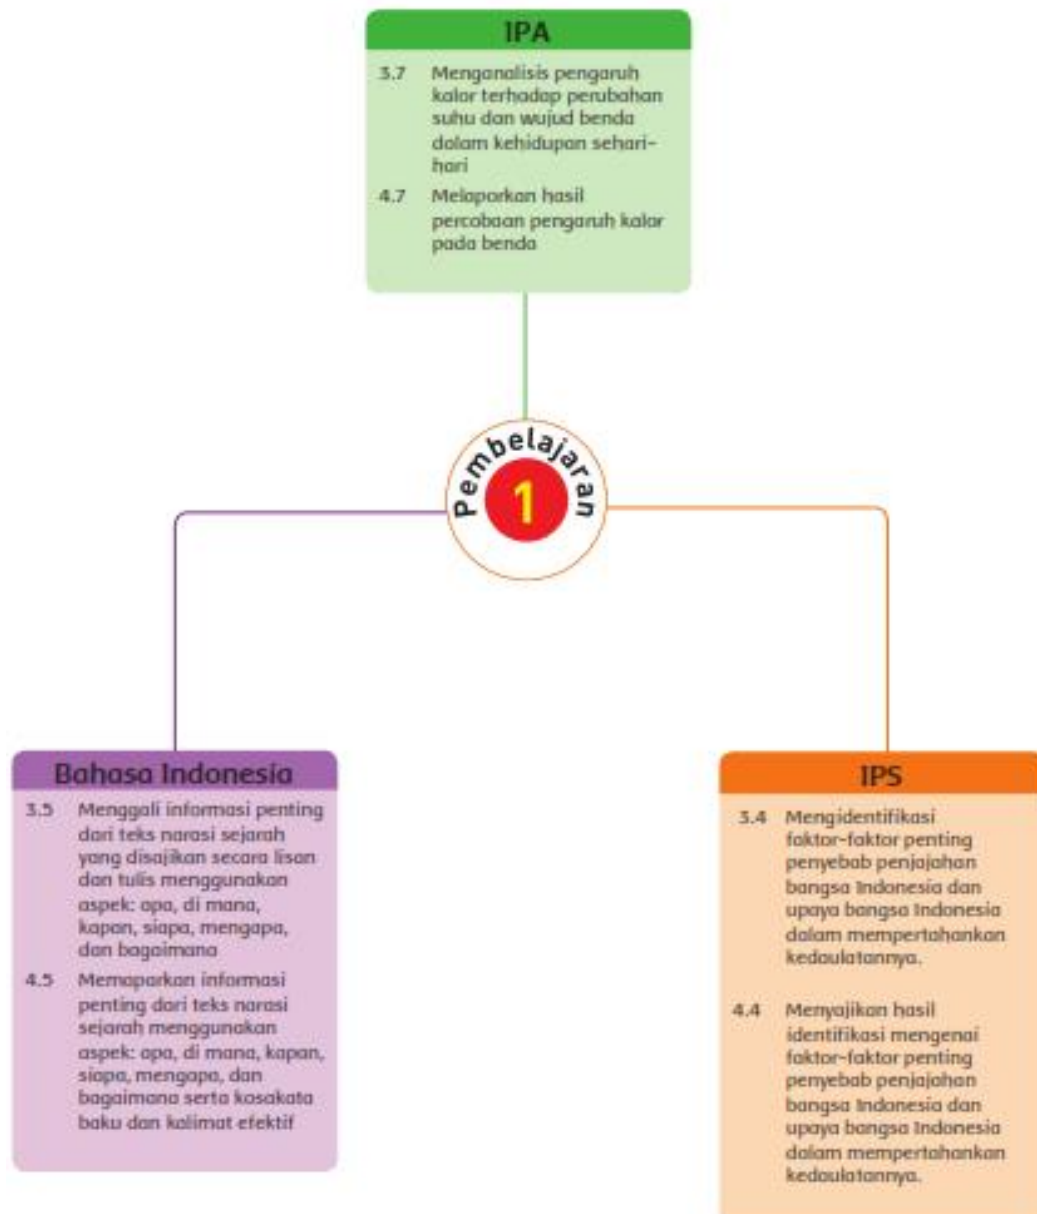 IPA
3.7 Menganalisis pengaruh
kalor terhadap perubahan
suhu dan wujud benda
dalam kehidupan sehari-
hari
4.7 Melaporkan hasil
percobaan pengaruh kalor
pada benda
Pembelajaran
1
Bahasa Indonesia
3.5 Menggali informasi penting
dari teks narasi sejarah
yang disajikan secara lisan
dan tulis menggunakan
aspek: apa, di mana,
kapan, siapa, mengapa,
dan bagaimana
4.5 Memaparkan informasi
penting dari teks narasi
sejarah menggunakan
aspek: apa, di mana, kapan,
siapa, mengapa, dan
bagaimana serta kosakata
baku dan kalimat efektif
IPS
3.4 Mengidentifikasi
faktor-faktor penting
penyebab penjajahan
bangsa Indonesia dan
upaya bangsa Indonesia
dalam mempertahankan
kedaulatannya.
4.4 Menyajikan hasil
identifikasi mengenai
faktor-faktor penting
penyebab penjajahan
bangsa Indonesia dan
upaya bangsa Indonesia
dalam mempertahankan
kedaulatannya.